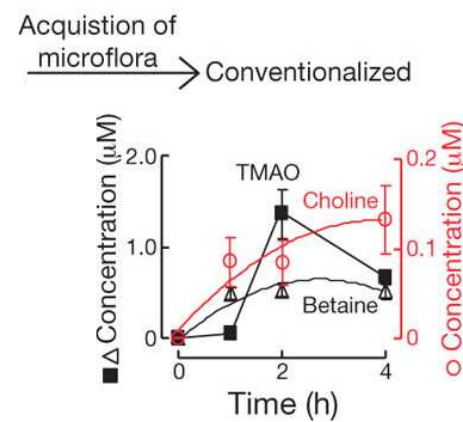 Acquistion of
microflora
Conventionalized
■ △ Concentration (μM)
2.0
1.0
0
TMAO
Choline
Betaine
0.2
0.1
0
○ Concentration (μM)
0 2 4
Time (h)